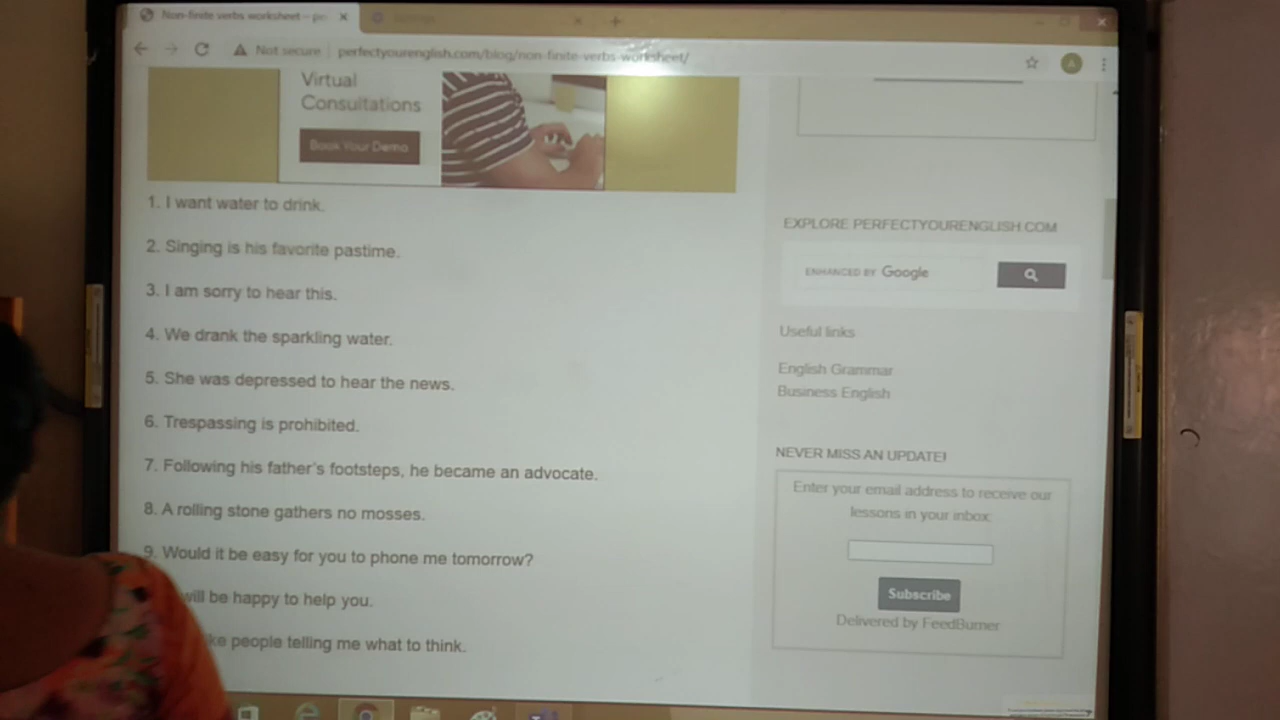 Non-finite verbs worksheet – pe
Not secure perfectyourenglish.com/blog/non-finite-verbs-worksheet/
A
Virtual
Consultations
Book Your Demo
1. I want water to drink.
2. Singing is his favorite pastime.
3. I am sorry to hear this.
4. We drank the sparkling water.
5. She was depressed to hear the news.
6. Trespassing is prohibited.
7. Following his father's footsteps, he became an advocate.
8. A rolling stone gathers no mosses.
9. Would it be easy for you to phone me tomorrow?
will be happy to help you.
people telling me what to think.
EXPLORE PERFECTYOURENGLISH.COM
ENHANCED BY Google
Useful links
English Grammar
Business English
NEVER MISS AN UPDATE!
Enter your email address to receive our
lessons in your inbox:
Subscribe
Delivered by FeedBurner